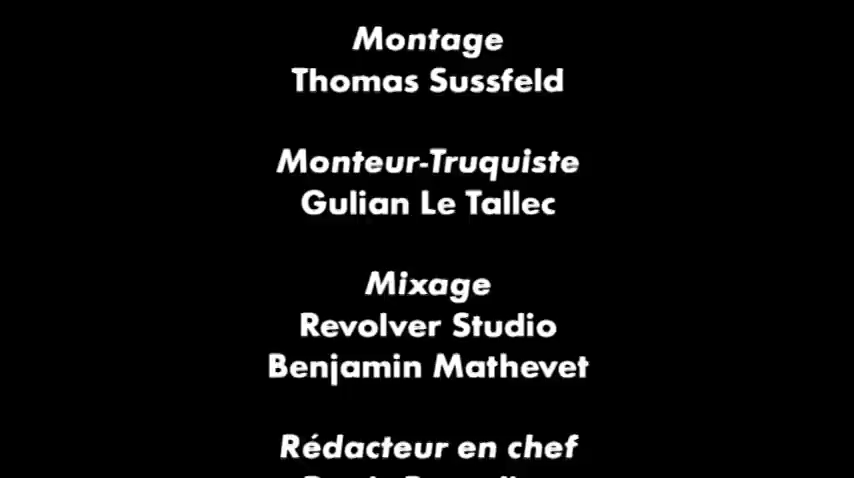 Montage
Thomas Sussfeld
Monteur-Truquiste
Gulian Le Tallec
Mixage
Revolver Studio
Benjamin Mathevet
Rédacteur en chef